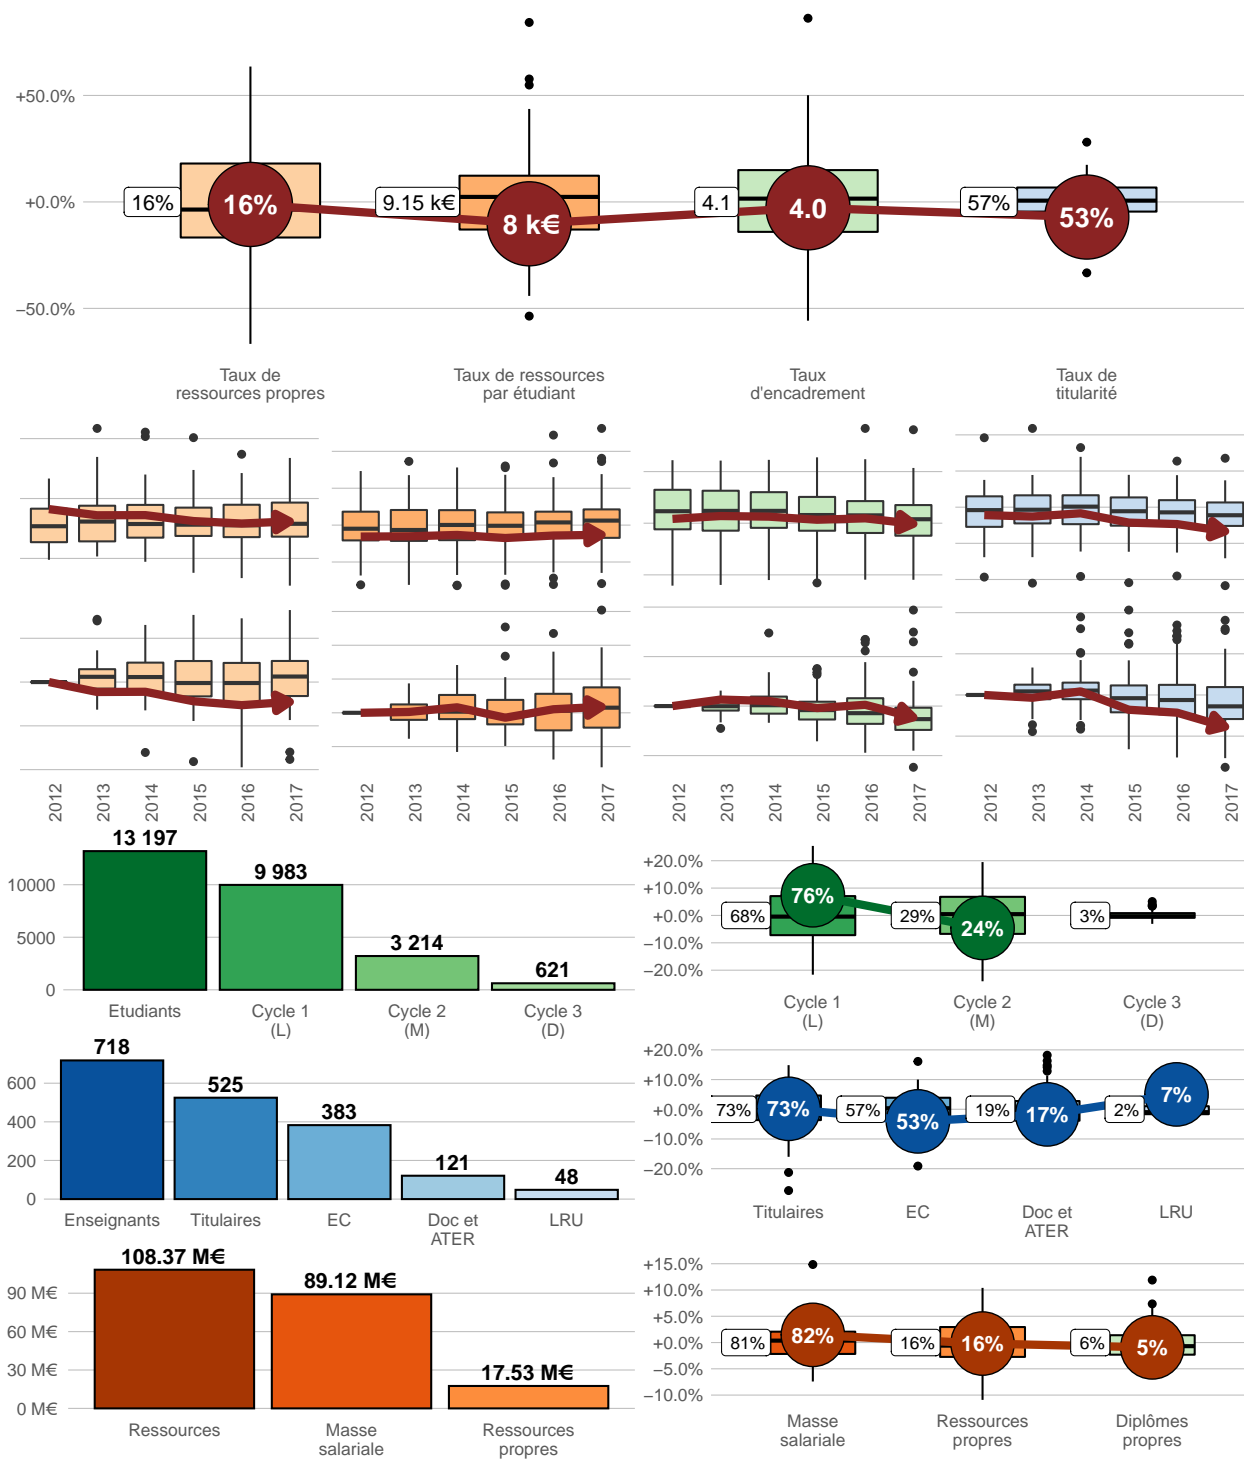 +50.0%
+0.0%
−50.0%
16%
16%
9.15 k€
8 k€
4.1
4.0
57%
53%
Taux de
ressources propres
Taux de ressources
par étudiant
Taux
d'encadrement
Taux de
titularité
2012
2013
2014
2015
2016
2017
2012
2013
2014
2015
2016
2017
2012
2013
2014
2015
2016
2017
2012
2013
2014
2015
2016
2017
13 197
9 983
3 214
621
10000
5000
0
Etudiants
Cycle 1
(L)
Cycle 2
(M)
Cycle 3
(D)
+20.0%
+10.0%
+0.0%
−10.0%
−20.0%
68%
76%
29%
24%
3%
Cycle 1
(L)
Cycle 2
(M)
Cycle 3
(D)
718
525
383
121
48
600
400
200
0
Enseignants
Titulaires
EC
Doc et
ATER
LRU
+20.0%
+10.0%
+0.0%
−10.0%
−20.0%
73%
73%
57%
53%
19%
17%
2%
7%
Titulaires
EC
Doc et
ATER
LRU
108.37 M€
89.12 M€
17.53 M€
90 M€
60 M€
30 M€
0 M€
Ressources
Masse
salariale
Ressources
propres
+15.0%
+10.0%
+5.0%
+0.0%
−5.0%
−10.0%
81%
82%
16%
16%
6%
5%
Masse
salariale
Ressources
propres
Diplômes
propres